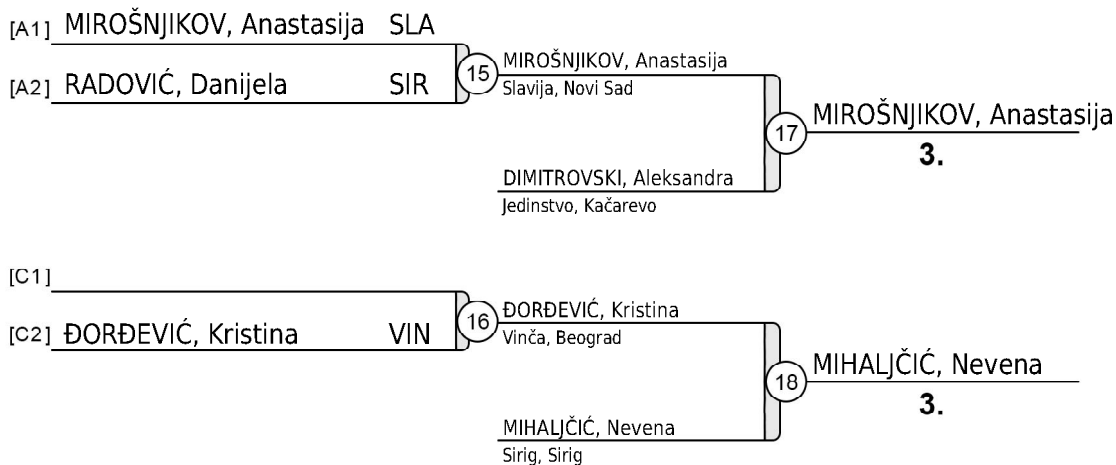 [A1] MIROŠNJIKOV, Anastasija SLA
[A2] RADOVIĆ, Danijela SIR
15
MIROŠNJIKOV, Anastasija
Slavija, Novi Sad
17
MIROŠNJIKOV, Anastasija
3.
DIMITROVSKI, Aleksandra
Jedinstvo, Kačarevo
[C1]
[C2] ĐORĐEVIĆ, Kristina VIN
16
ĐORĐEVIĆ, Kristina
Vinča, Beograd
18
MIHALJČIĆ, Nevena
3.
MIHALJČIĆ, Nevena
Sirig, Sirig